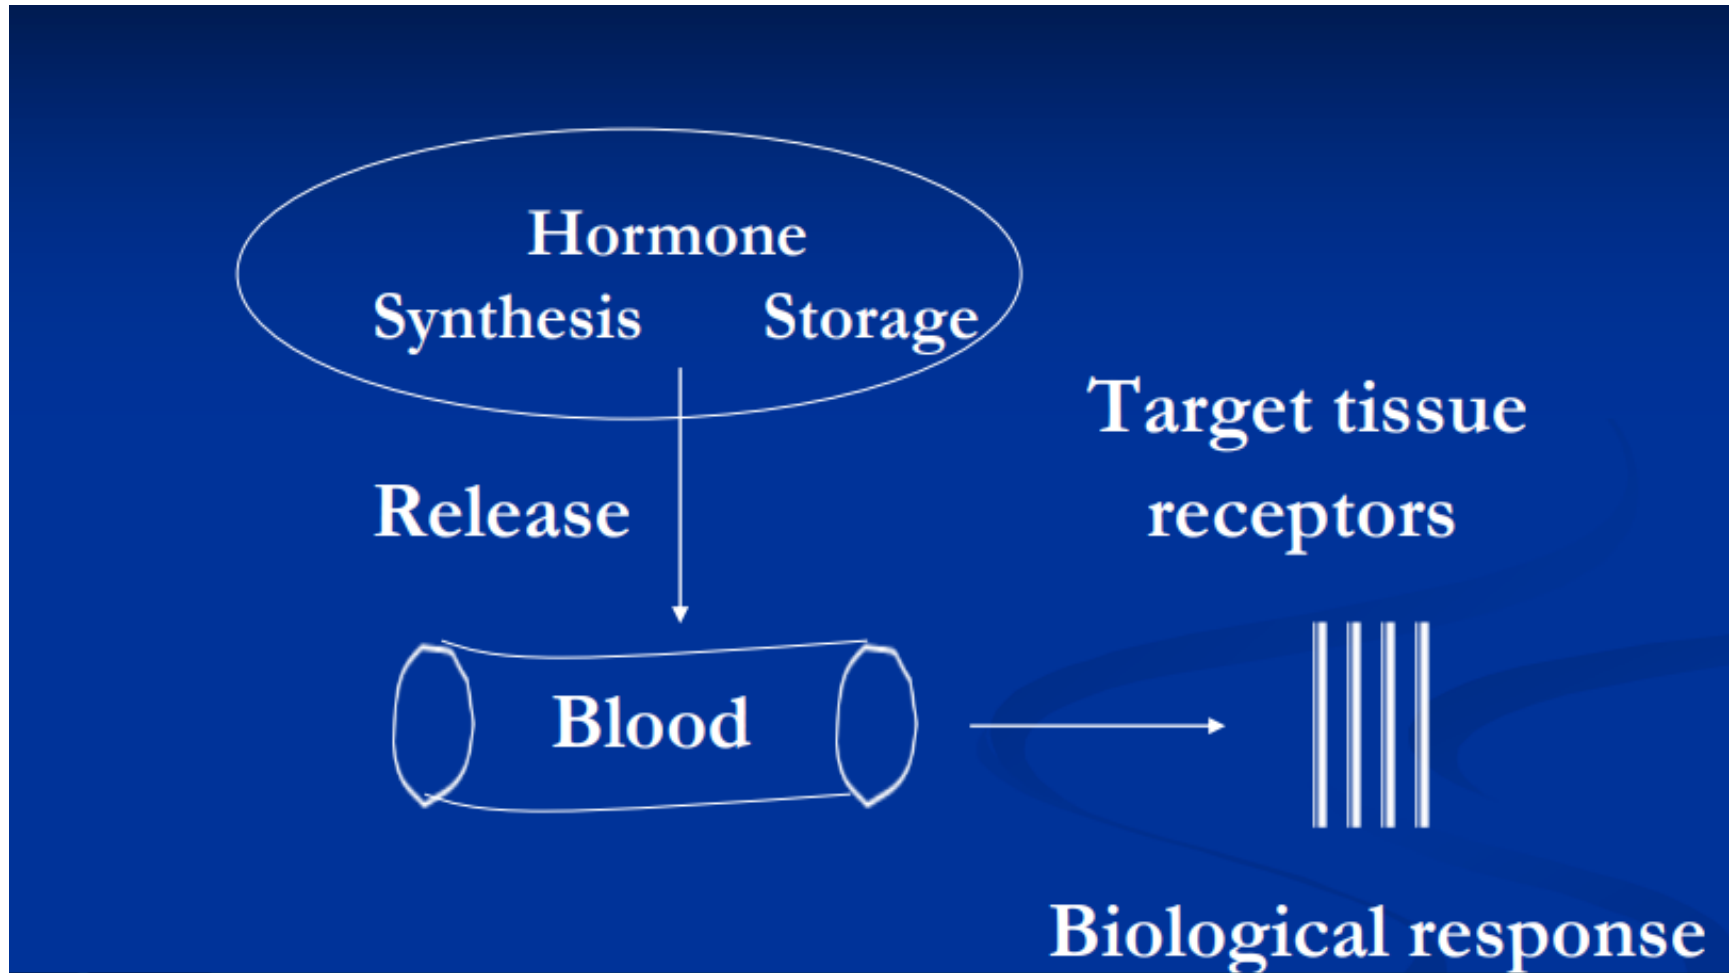 Hormone
Synthesis Storage
Release
Target tissue
receptors
Blood
Biological response